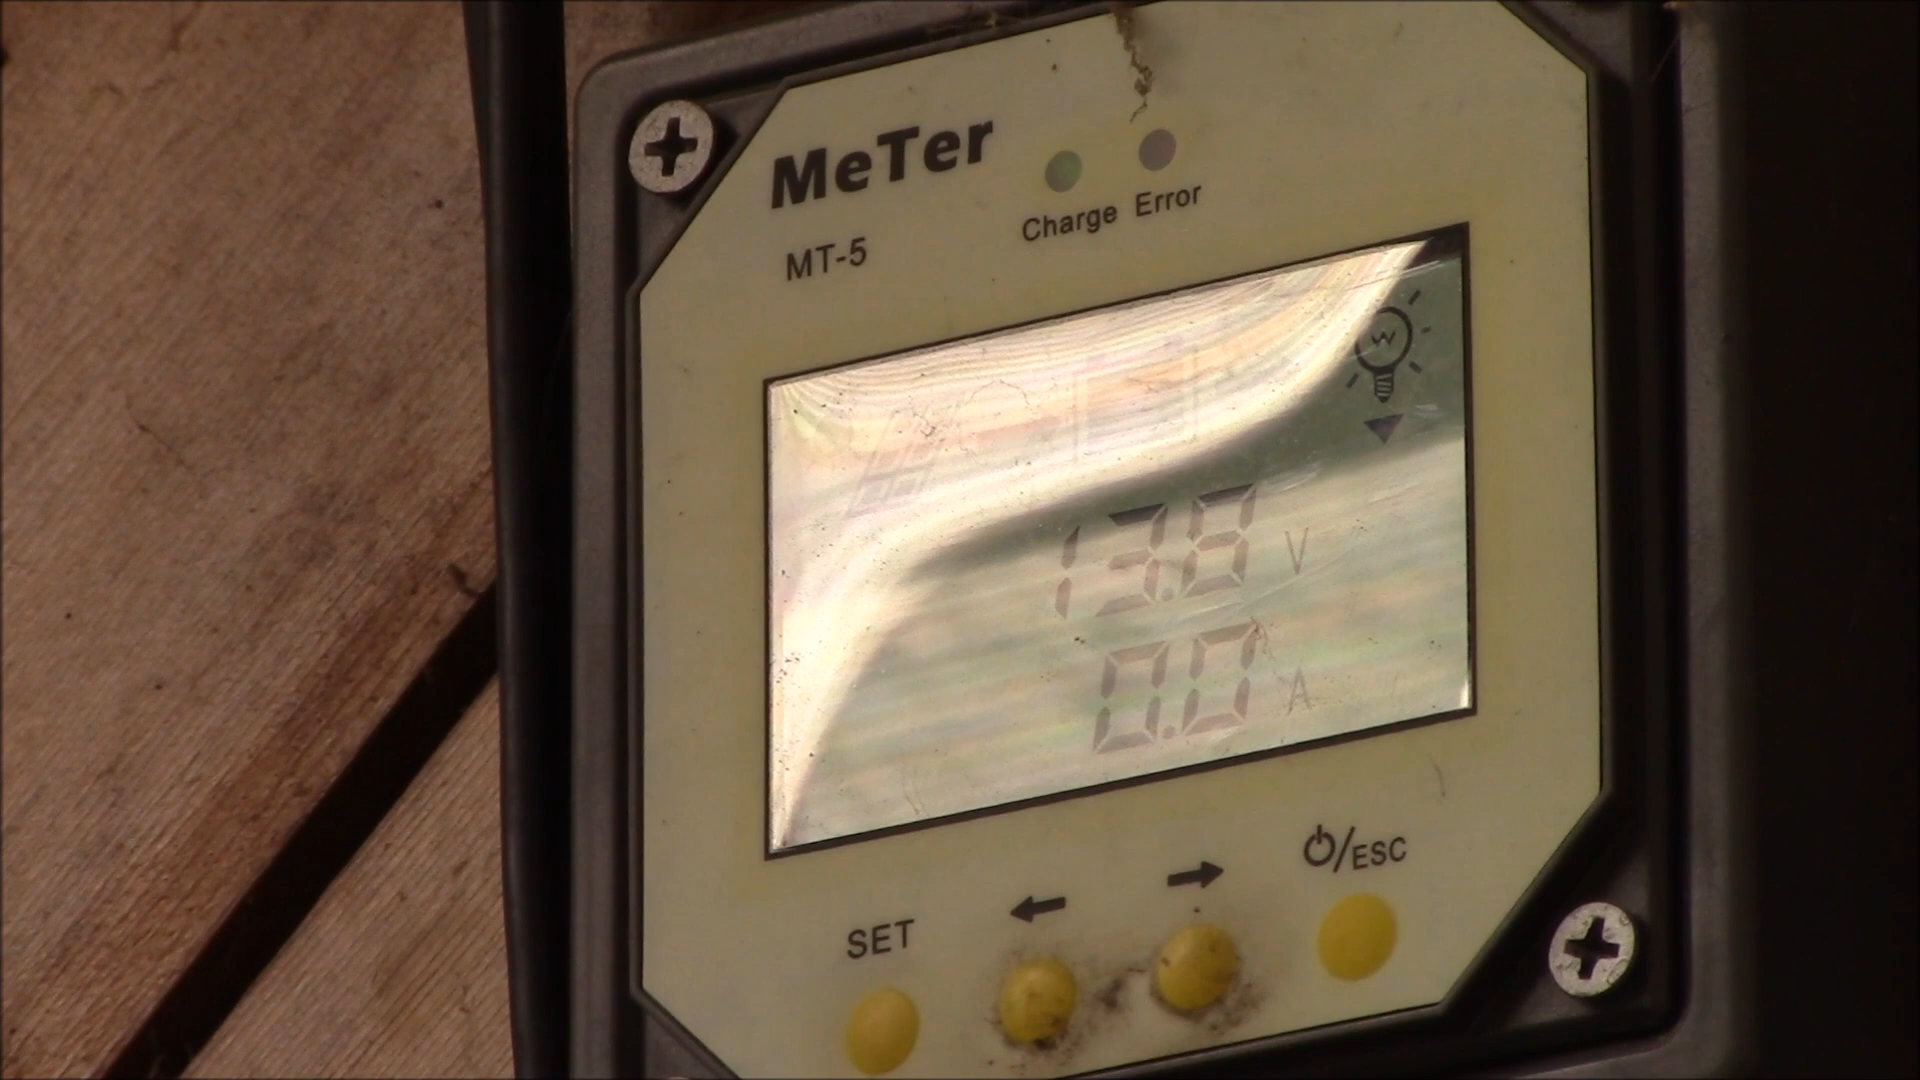 MeTer
MT-5
Charge Error
W
13.8 V
0.0 A
SET
/ESC